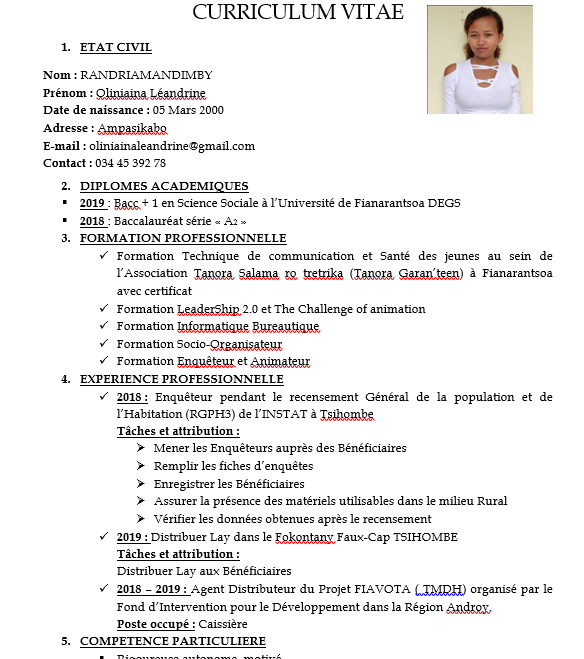 CURRICULUM VITAE
1. ETAT CIVIL
Nom : RANDRIAMANDIMBY
Prénom : Oliniaina Léandrine
Date de naissance : 05 Mars 2000
Adresse : Ampasikabo
E-mail : oliniainaleandrine@gmail.com
Contact : 034 45 392 78
2. DIPLOMES ACADEMIQUES
▪ 2019 : Bacc + 1 en Science Sociale à l’Université de Fianarantsoa DEGS
▪ 2018 : Baccalauréat série « A2 »
3. FORMATION PROFESSIONNELLE
✓ Formation Technique de communication et Santé des jeunes au sein de
l’Association Tanora Salama ro tretrika (Tanora Garan’teen) à Fianarantsoa
avec certificat
✓ Formation LeaderShip 2.0 et The Challenge of animation
✓ Formation Informatique Bureautique
✓ Formation Socio-Organisateur
✓ Formation Enquêteur et Animateur
4. EXPERIENCE PROFESSIONNELLE
✓ 2018 : Enquêteur pendant le recensement Général de la population et de
l’Habitation (RGPH3) de l’INSTAT à Tsihombe
Tâches et attribution :
➢ Mener les Enquêteurs auprès des Bénéficiaires
➢ Remplir les fiches d’enquêtes
➢ Enregistrer les Bénéficiaires
➢ Assurer la présence des matériels utilisables dans le milieu Rural
➢ Vérifier les données obtenues après le recensement
✓ 2019 : Distribuer Lay dans le Fokontany Faux-Cap TSIHOMBE
Tâches et attribution :
Distribuer Lay aux Bénéficiaires
✓ 2018 – 2019 : Agent Distributeur du Projet FIAVOTA ( TMDH) organisé par le
Fond d’Intervention pour le Développement dans la Région Androy.
Poste occupé : Caissière
5. COMPETENCE PARTICULIERE
▪ Rigoureuse autonome, motivé